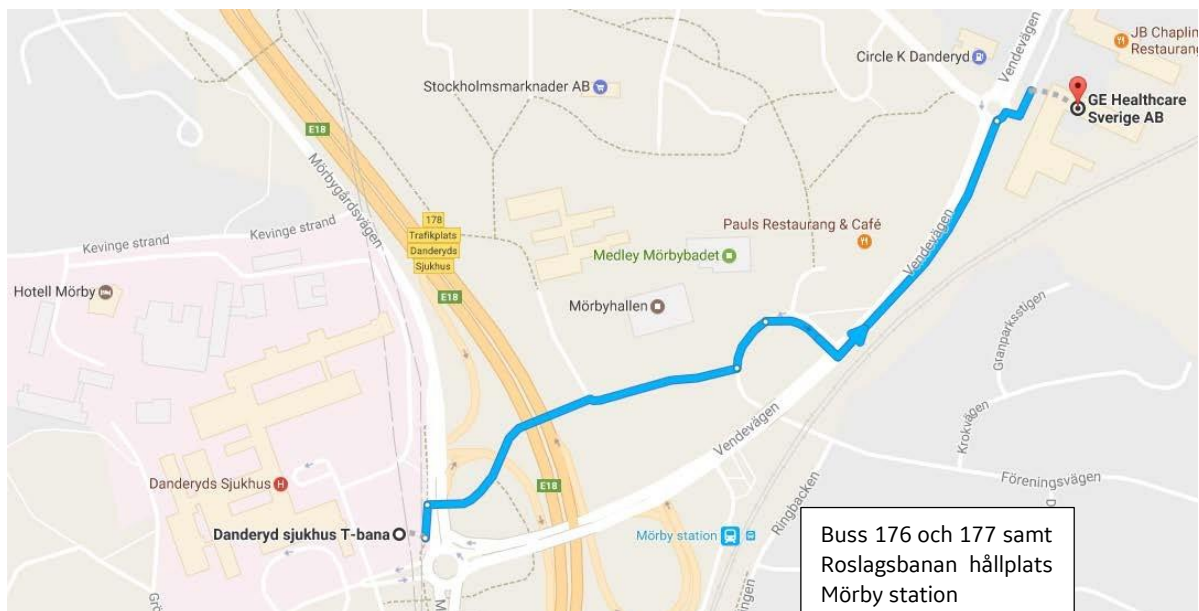 JB Chaplin
Restaurang
Circle K Danderyd
Vendevägen
Stockholmsmarknader AB
GE Healthcare
Sverige AB
E18
Mörbygårdsvägen
178
Trafikplats
Danderyds
Sjukhus
Kevinge strand
Kevinge strand
Pauls Restaurang & Café
Vendevägen
Medley Mörbybadet
Hotell Mörby
E18
Mörbyhallen
Granparksstigen
Krokvägen
Vendevägen
Danderyds Sjukhus
H
E18
Föreningsvägen
Ringbacken
D
Danderyd sjukhus T-bana
Mörby station
Buss 176 och 177 samt
Roslagsbanan hållplats
Mörby station
Grö
M
ningen